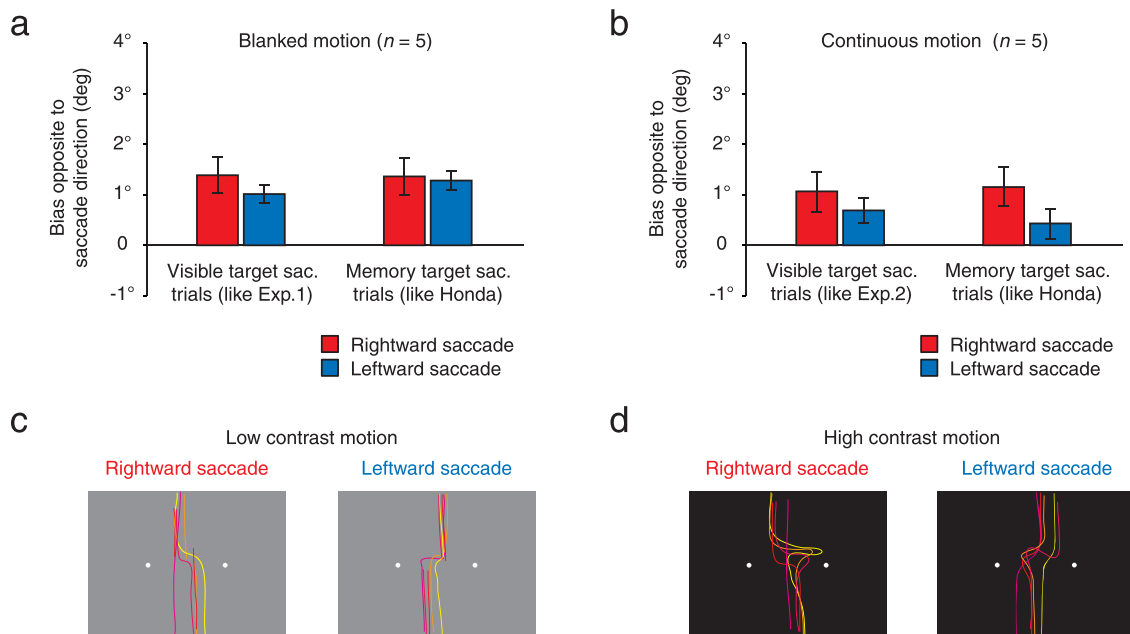 a
Blanked motion (n = 5)
Bias opposite to
saccade direction (deg)
4°
3°
2°
1°
0
-1°
Visible target sac.
trials (like Exp.1)
Memory target sac.
trials (like Honda)
Rightward saccade
Leftward saccade
b
Continuous motion (n = 5)
Bias opposite to
saccade direction (deg)
4°
3°
2°
1°
0
-1°
Visible target sac.
trials (like Exp.2)
Memory target sac.
trials (like Honda)
Rightward saccade
Leftward saccade
c
Low contrast motion
Rightward saccade
Leftward saccade
d
High contrast motion
Rightward saccade
Leftward saccade